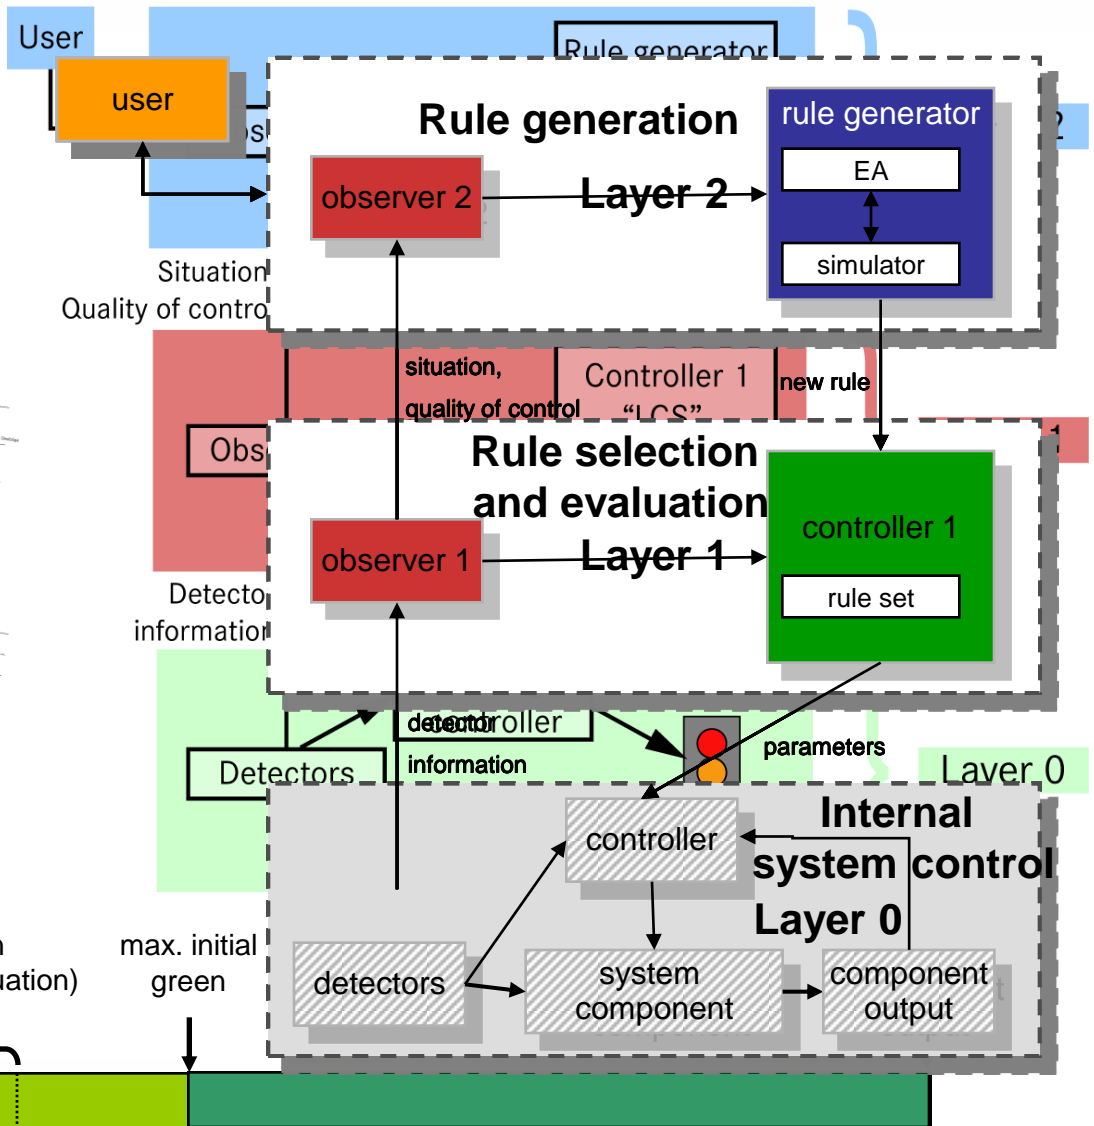 User
Rule generator
user
Rule generation
rule generator
2
EA
observer 2
Layer 2
simulator
Situation
Quality of contro
situation,
quality of control
Controller 1
"LCS"
new rule
Obs
Rule selection
and evaluation
Layer 1
1
controller 1
observer 1
rule set
Detecto
information
detector
information
controller
parameters
Detectors
Layer 0
Internal
system control
Layer 0
controller
max. initial
green
uation)
detectors
system
component
component
output